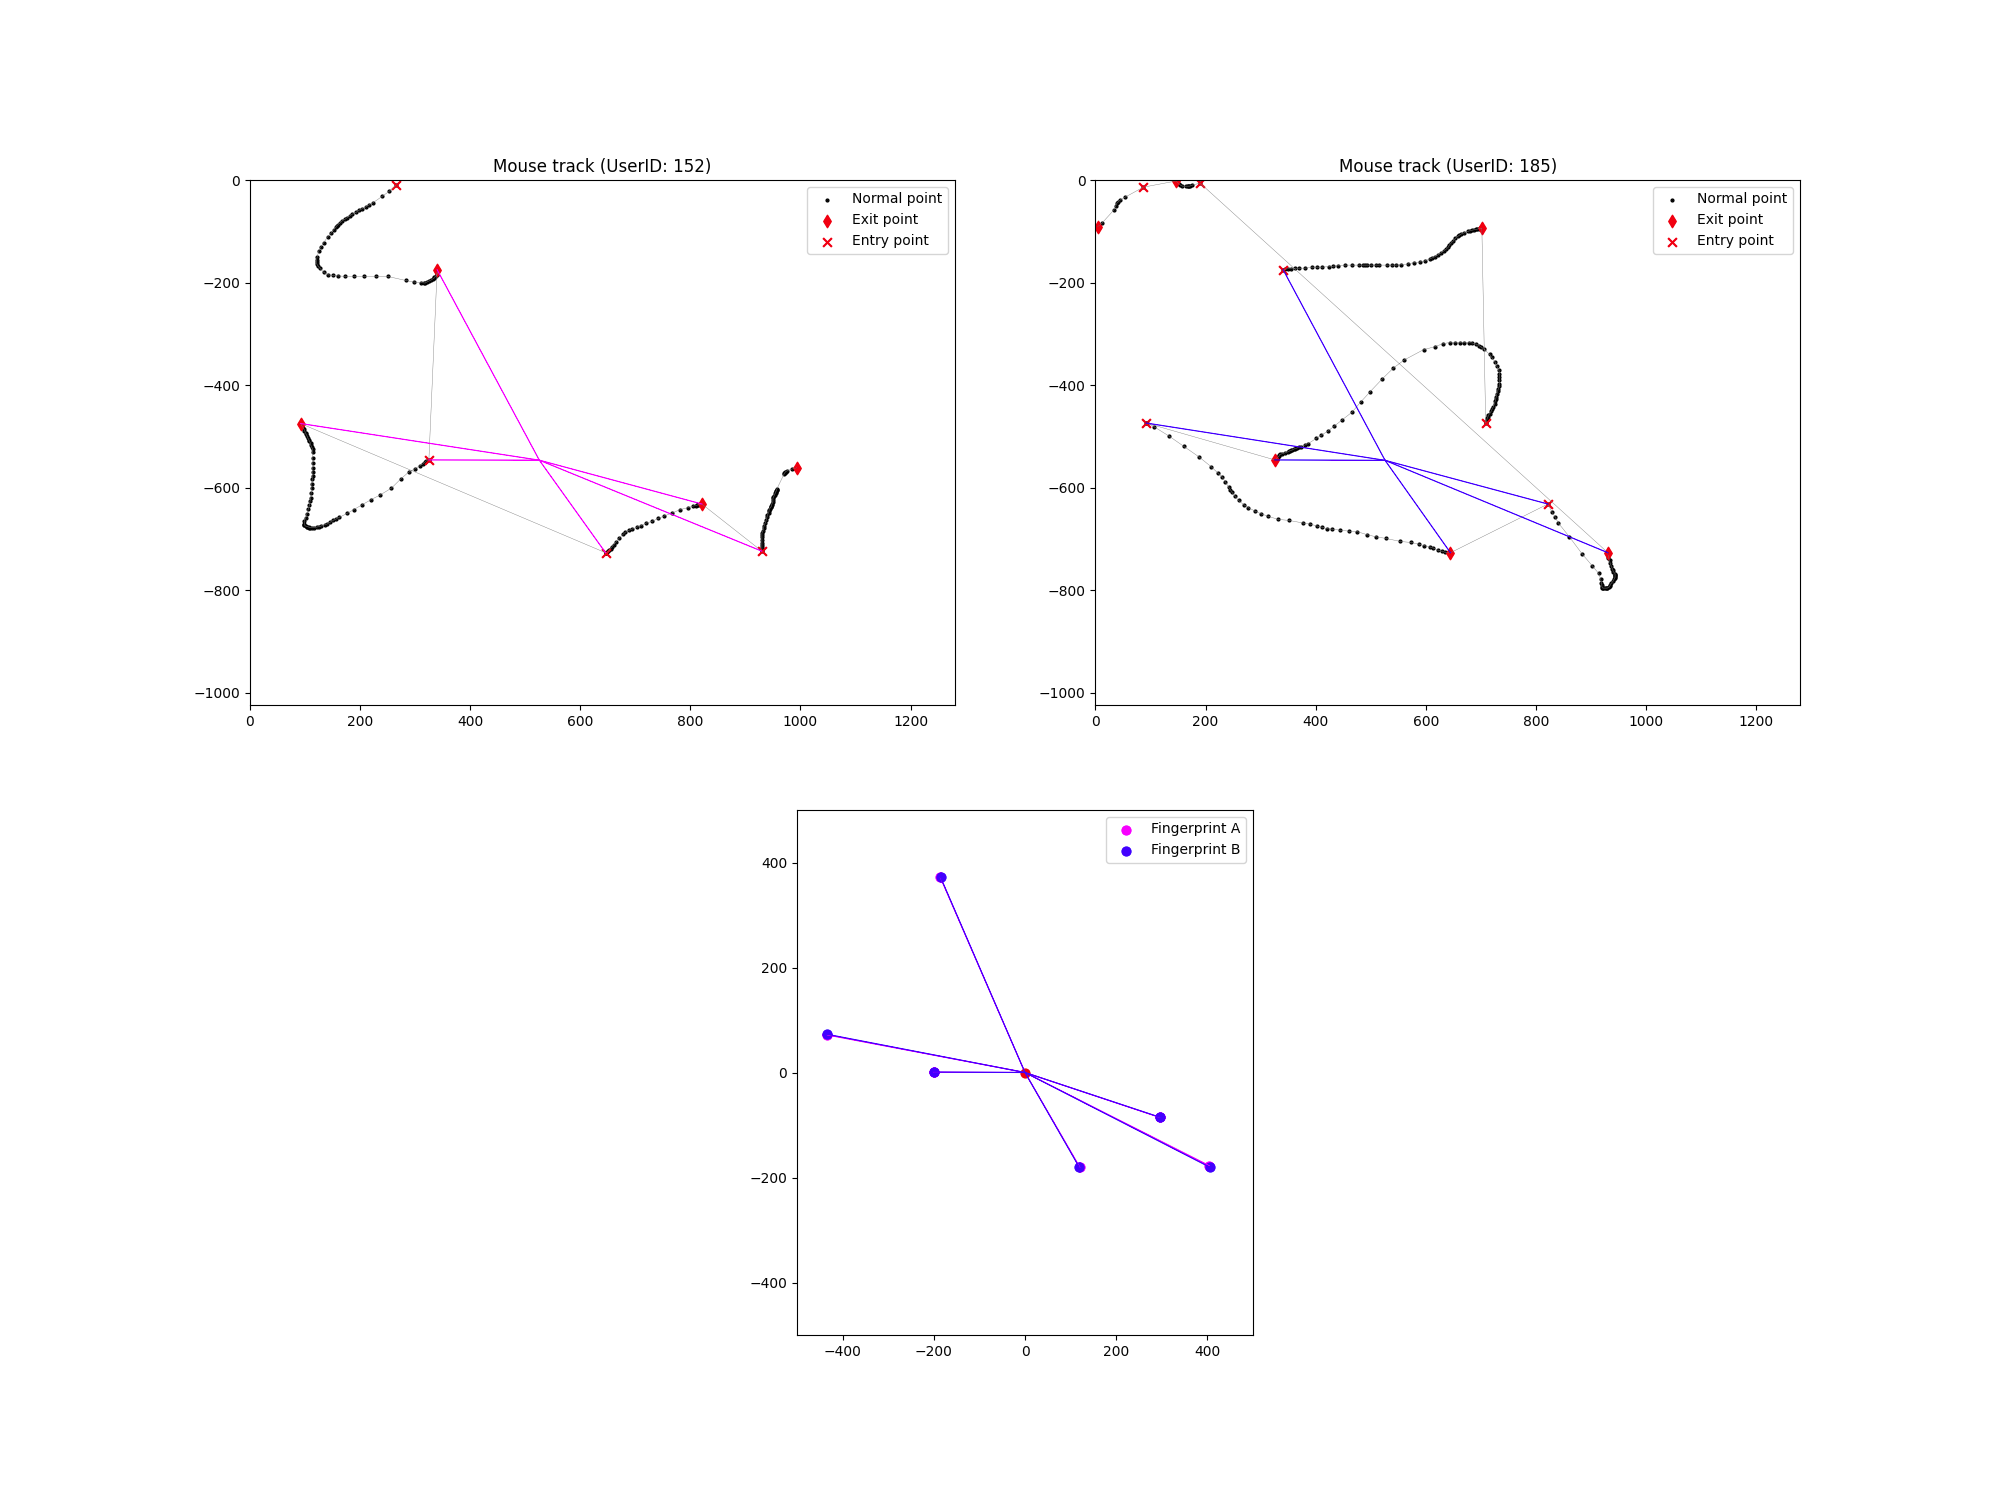 Mouse track (UserID: 152)
Normal point
Exit point
Entry point
0
−200
−400
−600
−800
−1000
0 200 400 600 800 1000 1200
Mouse track (UserID: 185)
Normal point
Exit point
Entry point
0
−200
−400
−600
−800
−1000
0 200 400 600 800 1000 1200
Fingerprint A
Fingerprint B
400
200
0
−200
−400
−400 −200 0 200 400